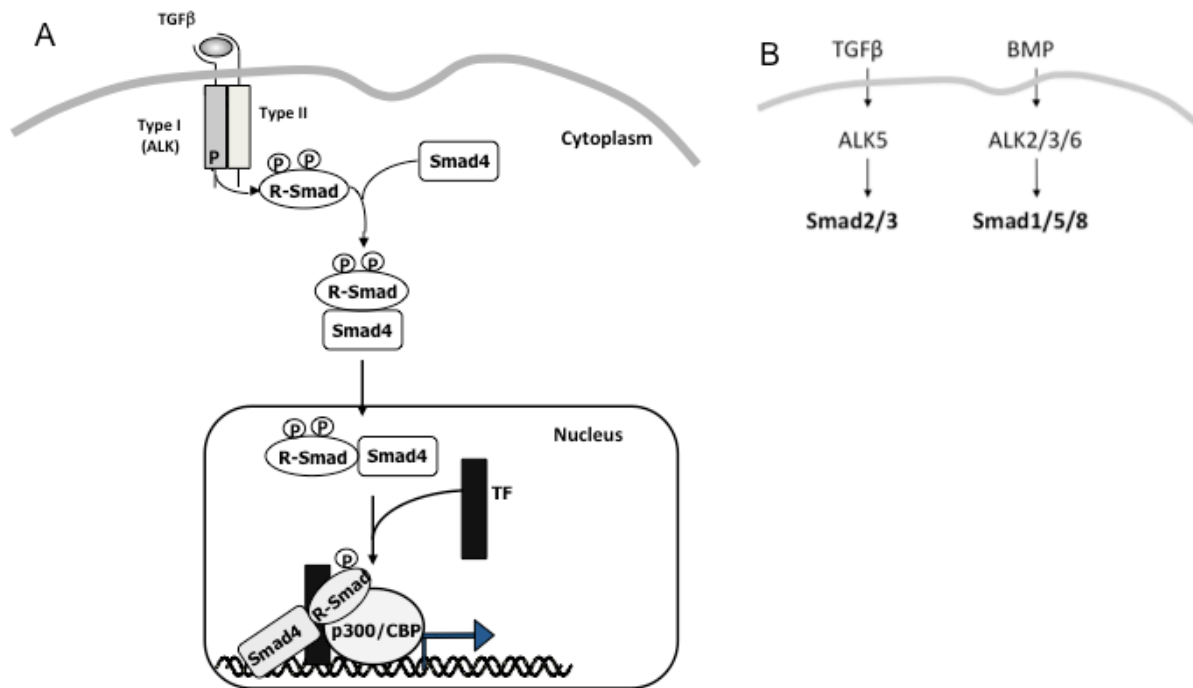 A
TGFβ
Type I
(ALK)
Type II
P
Cytoplasm
P P
R-Smad
Smad4
P P
R-Smad
Smad4
Nucleus
P P
R-Smad
Smad4
TF
P
R-Smad
Smad4
p300/CBP
B
TGFβ BMP
ALK5 ALK2/3/6
Smad2/3 Smad1/5/8